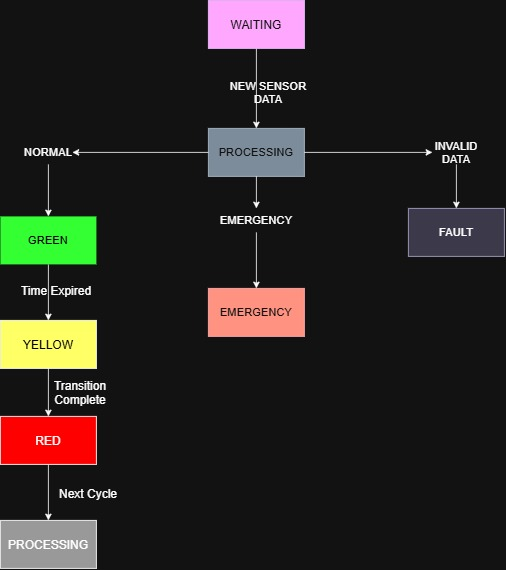 WAITING
NEW SENSOR
DATA
PROCESSING
NORMAL
INVALID
DATA
EMERGENCY
GREEN
FAULT
Time Expired
EMERGENCY
YELLOW
Transition
Complete
RED
Next Cycle
PROCESSING